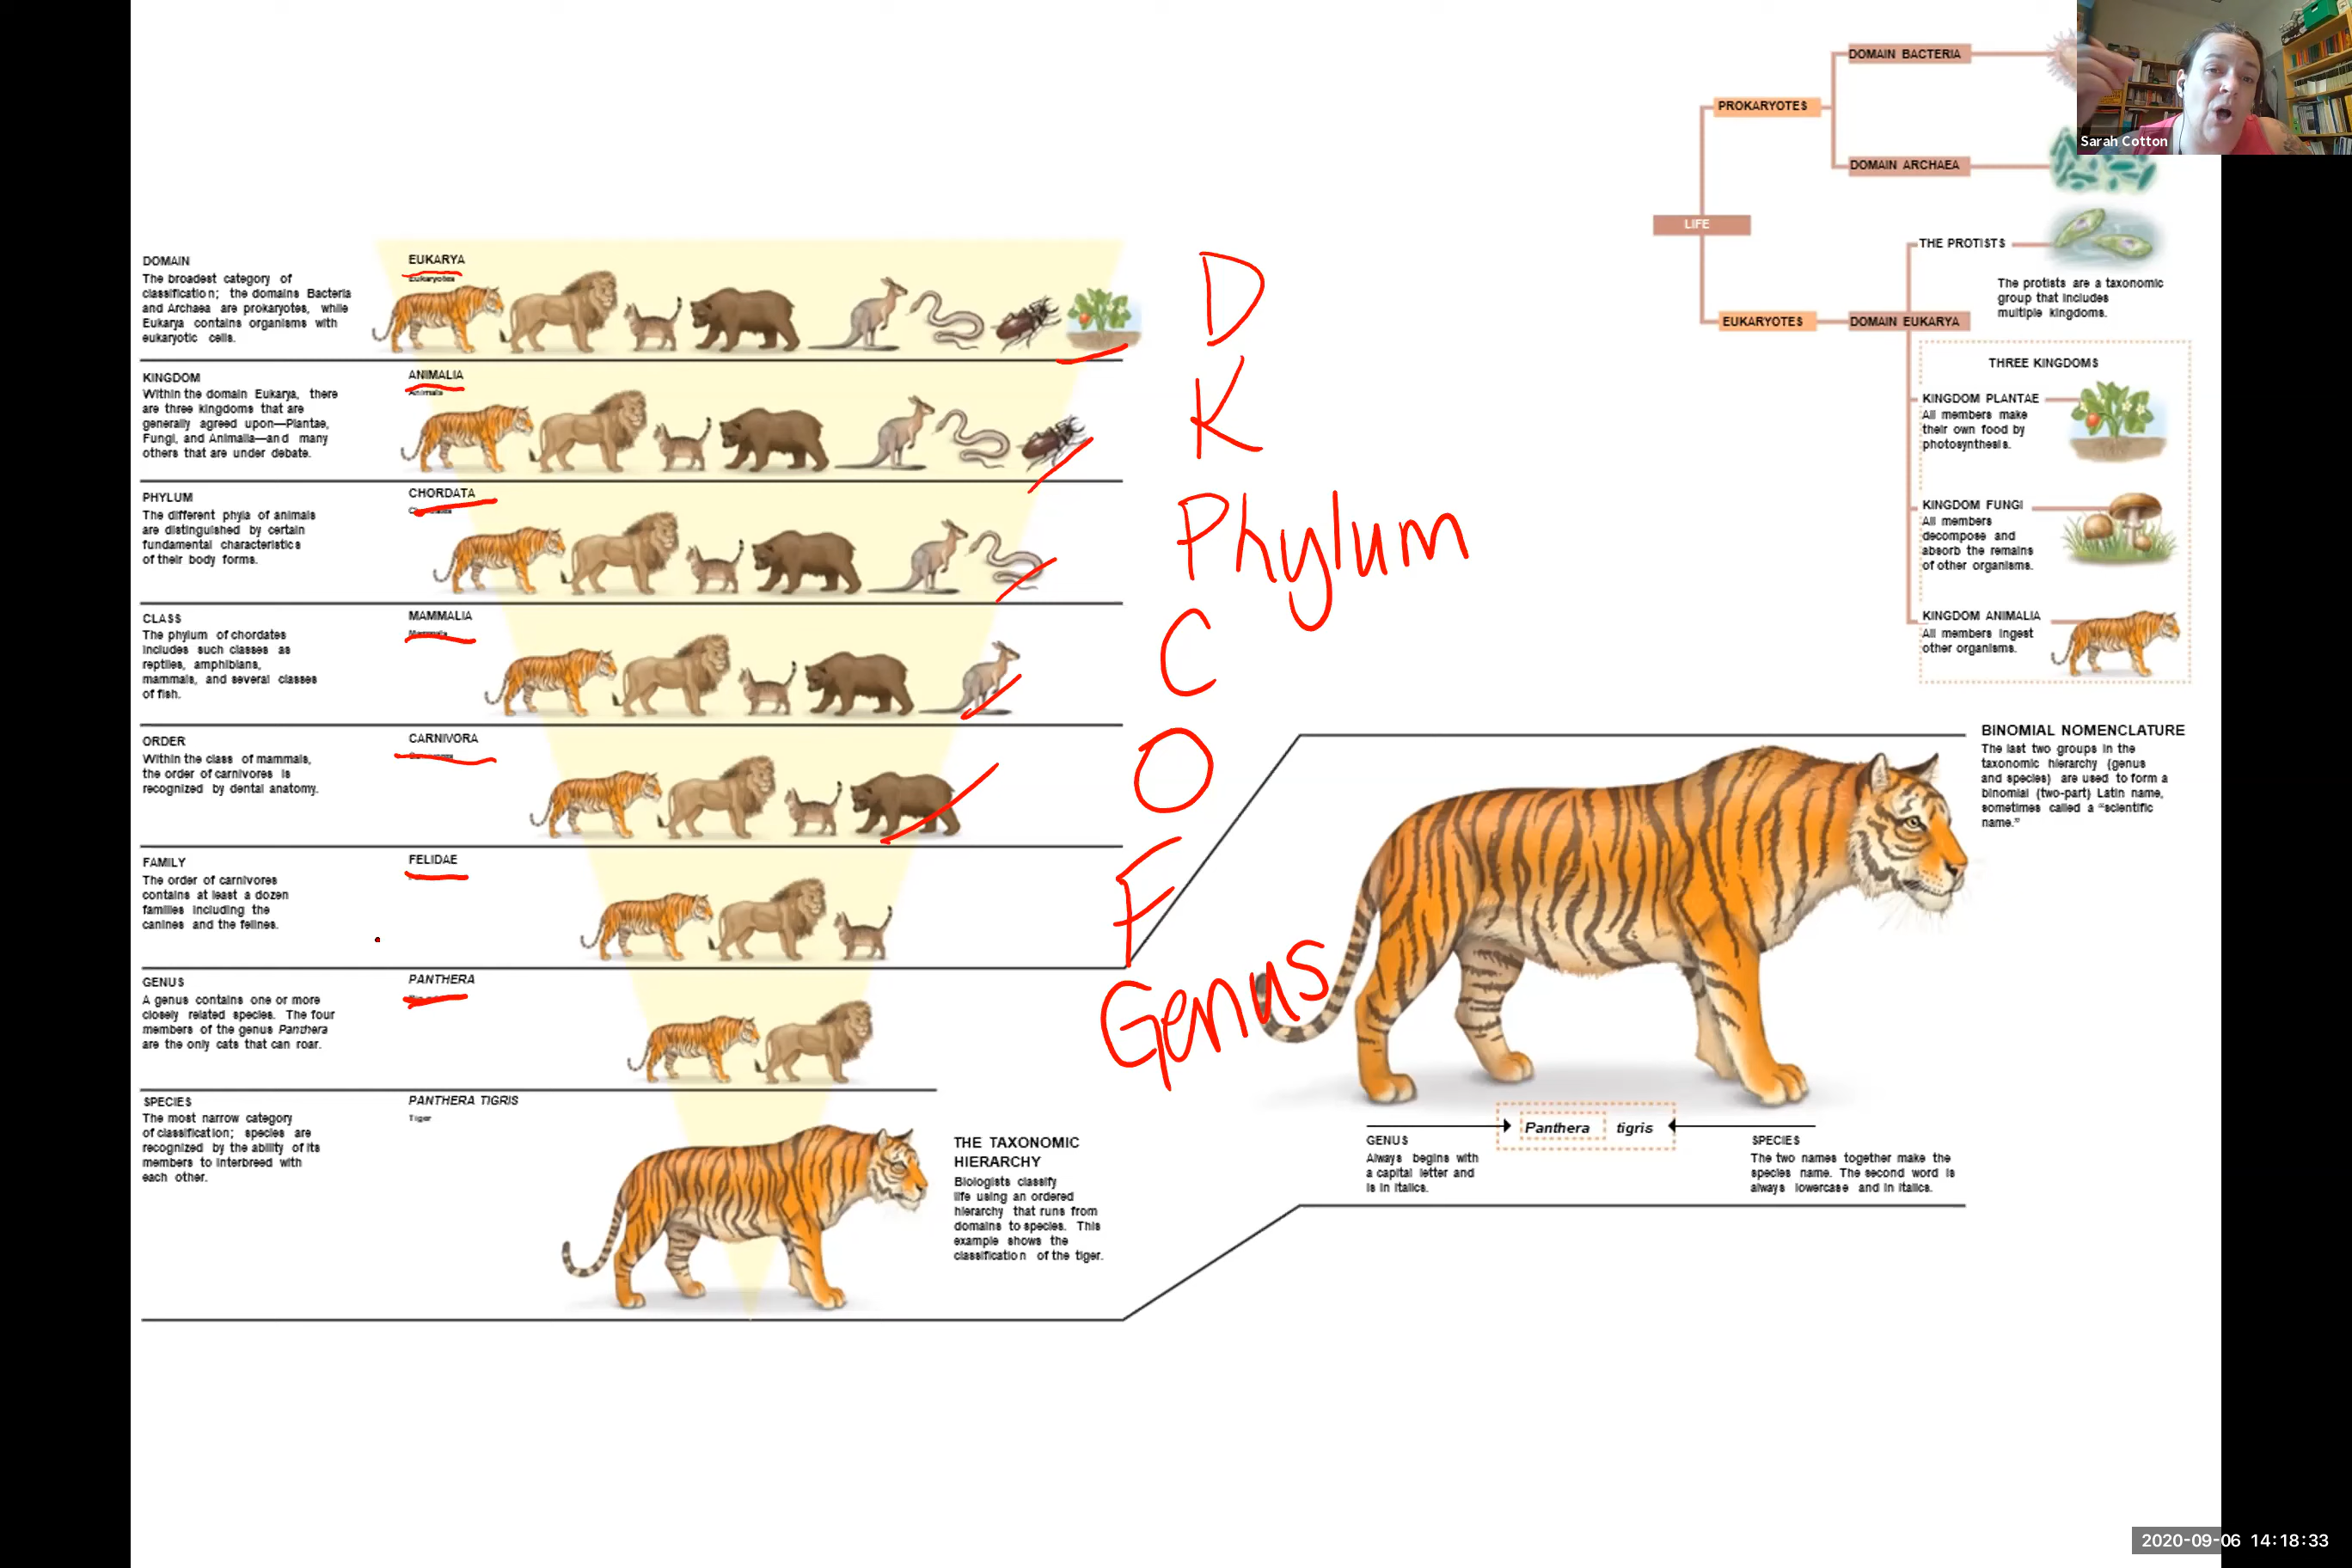 DOMAIN
The broadest category of
classification; the domains Bacteria
and Archaea are prokaryotes, while
Eukarya contains organisms with
eukaryotic cells.
EUKARYA
Eukaryotes
KINGDOM
Within the domain Eukarya, there
are three kingdoms that are
generally agreed upon—Plantae,
Fungi, and Animalia—and many
others that are under debate.
ANIMALIA
Animals
PHYLUM
The different phyla of animals
are distinguished by certain
fundamental characteristics
of their body forms.
CHORDATA
CLASS
The phylum of chordates
includes such classes as
reptiles, amphibians,
mammals, and several classes
of fish.
MAMMALIA
ORDER
Within the class of mammals,
the order of carnivores is
recognized by dental anatomy.
CARNIVORA
FAMILY
The order of carnivores
contains at least a dozen
families including the
canines and the felines.
FELIDAE
GENUS
A genus contains one or more
closely related species. The four
members of the genus Panthera
are the only cats that can roar.
PANTHERA
SPECIES
The most narrow category
of classification; species are
recognized by the ability of its
members to interbreed with
each other.
PANTHERA TIGRIS
Tiger
THE TAXONOMIC
HIERARCHY
Biologists classify
life using an ordered
hierarchy that runs from
domains to species. This
example shows the
classification of the tiger.
D
K
Phylum
C
O
F
Genus
LIFE
PROKARYOTES
DOMAIN BACTERIA
DOMAIN ARCHAEA
EUKARYOTES
DOMAIN EUKARYA
THE PROTISTS
The protists are a taxonomic
group that includes
multiple kingdoms.
THREE KINGDOMS
KINGDOM PLANTAE
All members make
their own food by
photosynthesis.
KINGDOM FUNGI
All members
decompose and
absorb the remains
of other organisms.
KINGDOM ANIMALIA
All members ingest
other organisms.
BINOMIAL NOMENCLATURE
The last two groups in the
taxonomic hierarchy (genus
and species) are used to form a
binomial (two-part) Latin name,
sometimes called a "scientific
name."
Panthera tigris
GENUS
Always begins with
a capital letter and
is in italics.
SPECIES
The two names together make the
species name. The second word is
always lowercase and in italics.
Sarah Cotton
2020-09-06 14:18:33